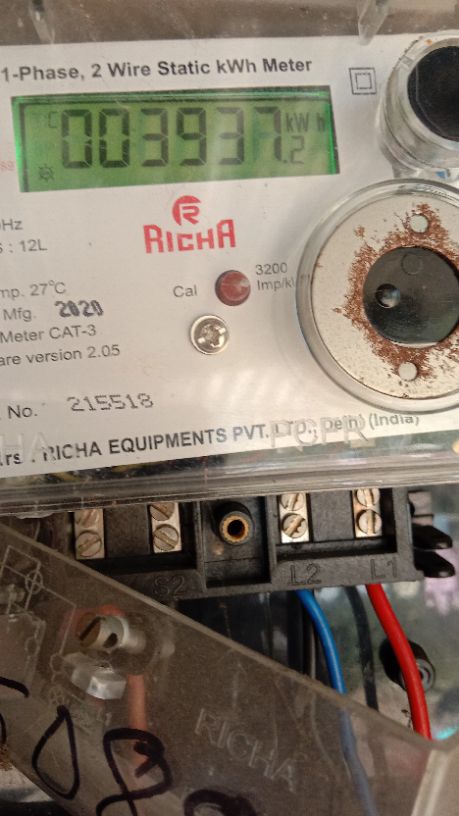 1-Phase, 2 Wire Static kWh Meter
C
003937.2 kWh
RICHA
Hz
: 12L
3200
Cal Imp/k
mp. 27°C
Mfg. 2020
Meter CAT-3
are version 2.05
No. 215518
rs. RICHA EQUIPMENTS PVT. LTD., Delhi (India)
S2 L2 L1
RICHA